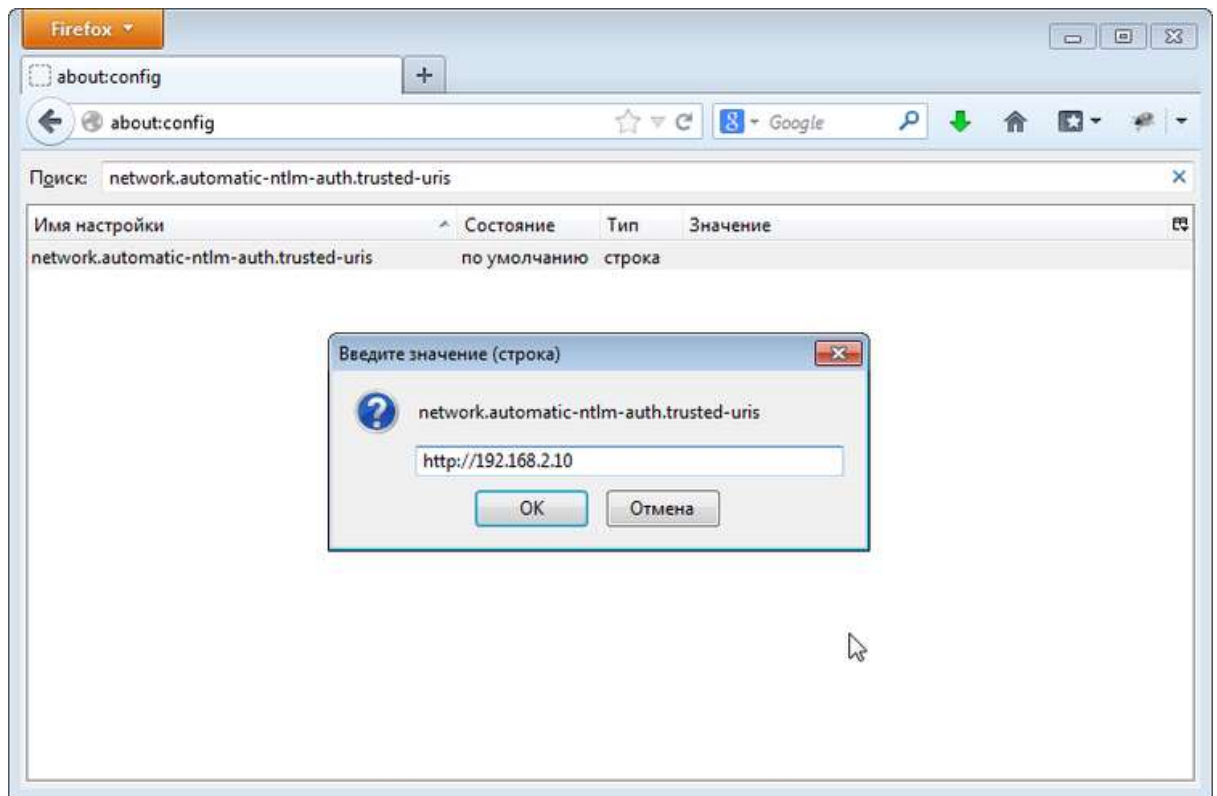 Firefox
about:config
about:config
Google
Поиск: network.automatic-ntlm-auth.trusted-uris
Имя настройки Состояние Тип Значение
network.automatic-ntlm-auth.trusted-uris по умолчанию строка
Введите значение (строка)
network.automatic-ntlm-auth.trusted-uris
http://192.168.2.10
OK Отмена